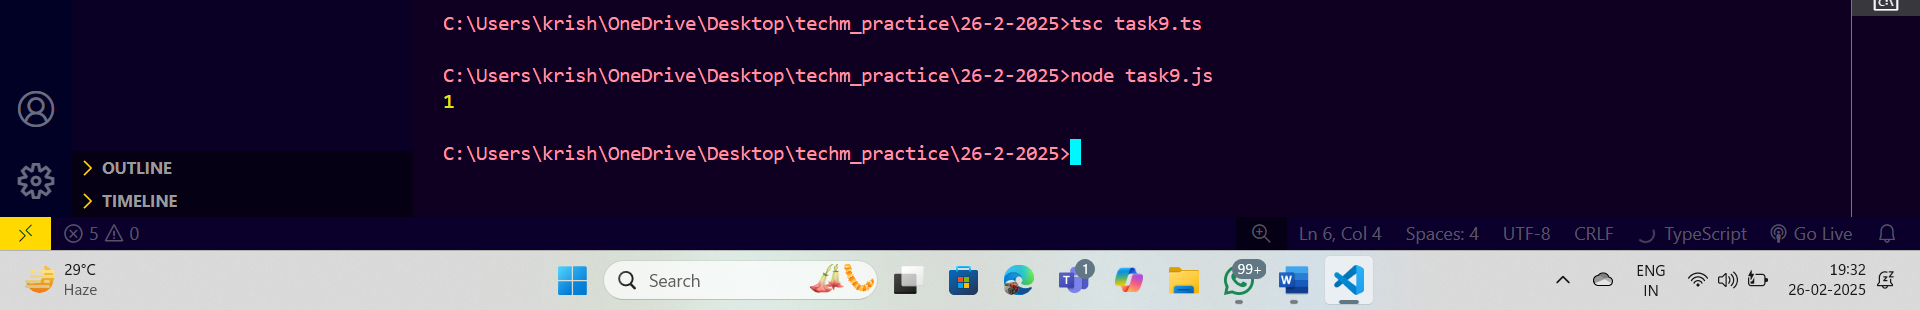 C:\Users\krish\OneDrive\Desktop\techm_practice\26-2-2025>tsc task9.ts
C:\Users\krish\OneDrive\Desktop\techm_practice\26-2-2025>node task9.js
1
C:\Users\krish\OneDrive\Desktop\techm_practice\26-2-2025>
OUTLINE
TIMELINE
5 0 Ln 6, Col 4 Spaces: 4 UTF-8 CRLF TypeScript Go Live
29°C
Haze
Search
1
99+
ENG
IN
19:32
26-02-2025